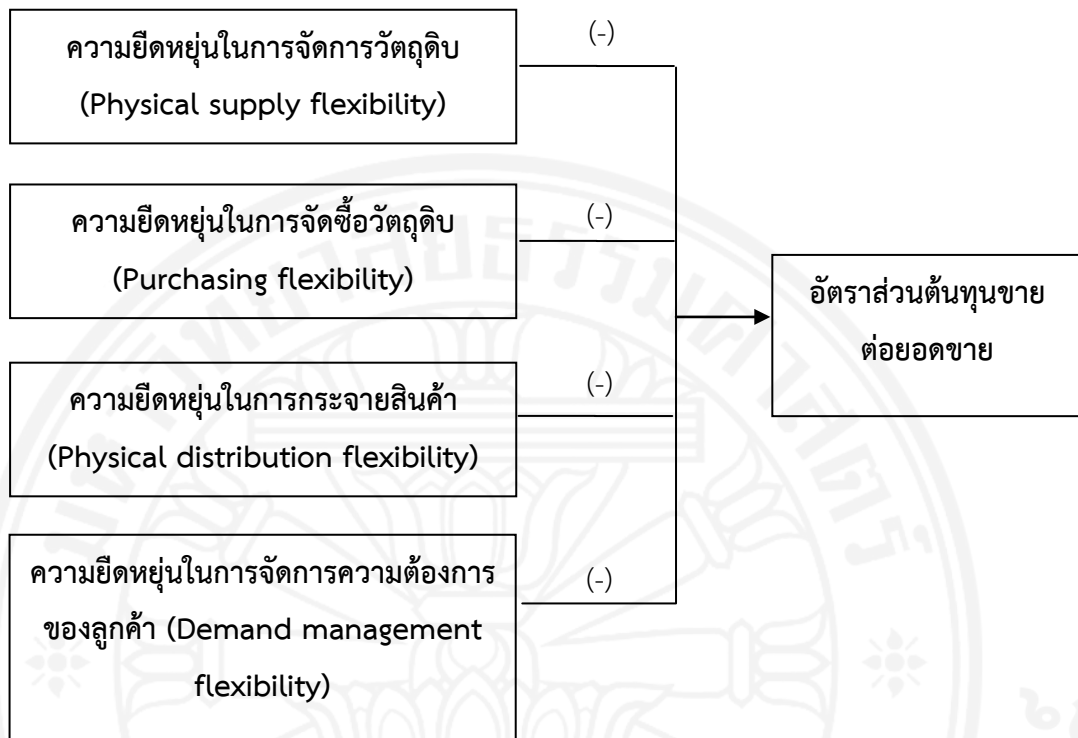 ความยืดหยุ่นในการจัดการวัตถุดิบ
(Physical supply flexibility)
(-)
ความยืดหยุ่นในการจัดซื้อวัตถุดิบ
(Purchasing flexibility)
(-)
ความยืดหยุ่นในการกระจายสินค้า
(Physical distribution flexibility)
(-)
ความยืดหยุ่นในการจัดการความต้องการ
ของลูกค้า (Demand management
flexibility)
(-)
อัตราส่วนต้นทุนขาย
ต่อยอดขาย